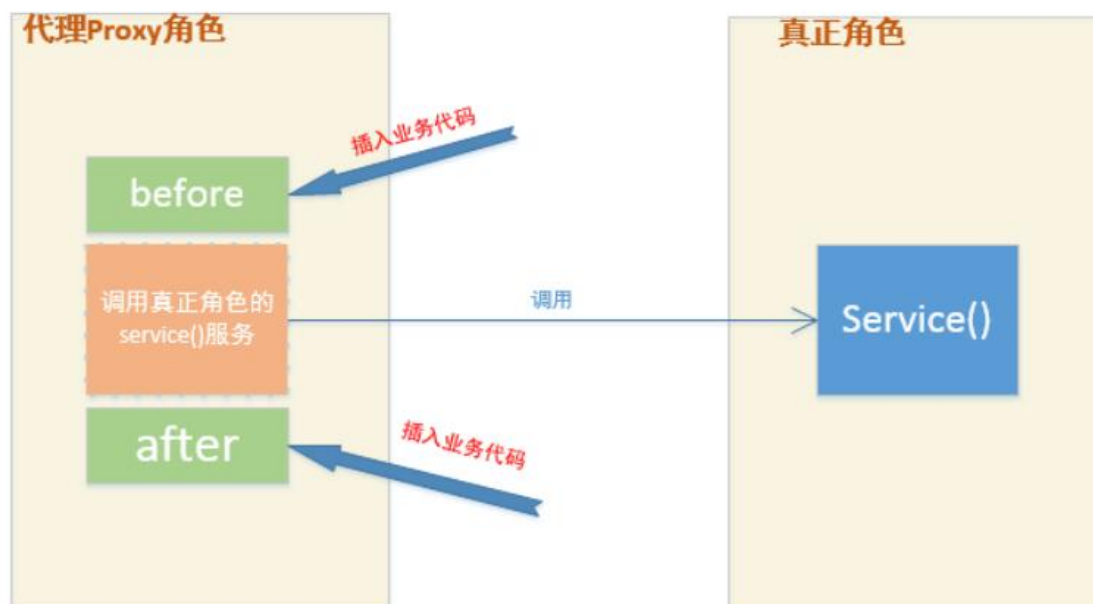 代理Proxy角色
真正角色
插入业务代码
before
调用真正角色的
service()服务
调用
Service()
after
插入业务代码